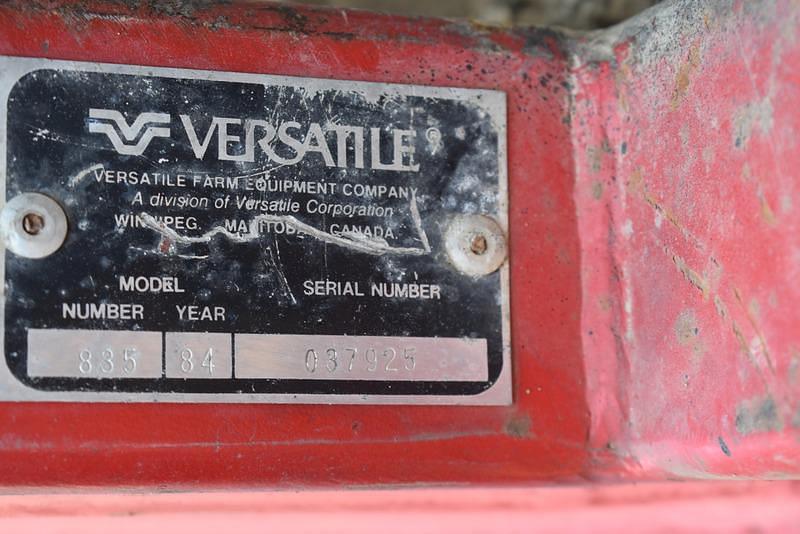 VERSATILE®
VERSATILE FARM EQUIPMENT COMPANY
A division of Versatile Corporation
WINNIPEG, MANITOBA CANADA
MODEL SERIAL NUMBER
NUMBER YEAR
835 84 037925